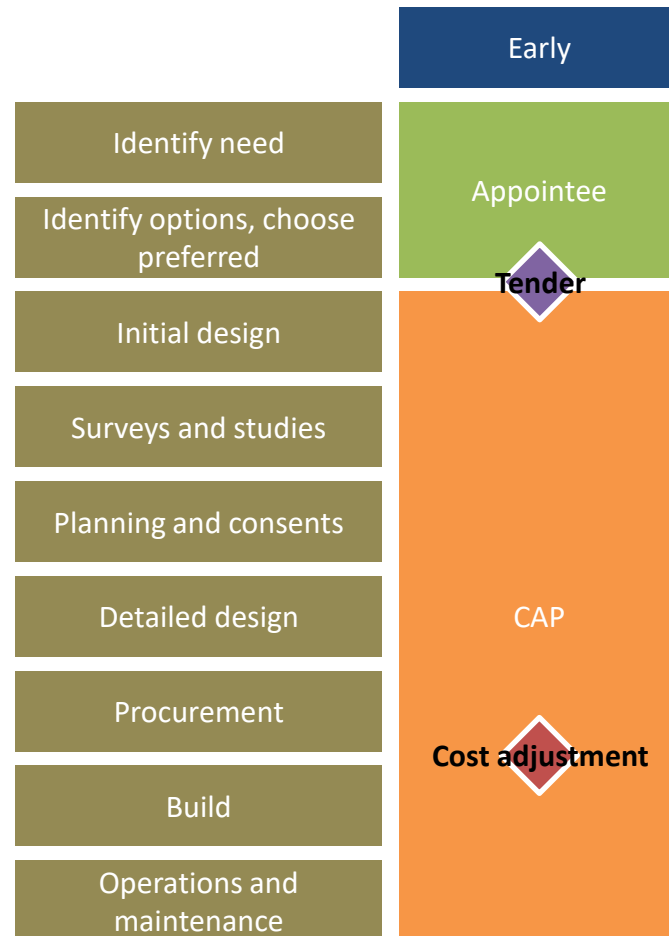 Early
Identify need
Appointee
Identify options, choose
preferred
Tender
Initial design
Surveys and studies
Planning and consents
Detailed design
CAP
Procurement
Cost adjustment
Build
Operations and
maintenance